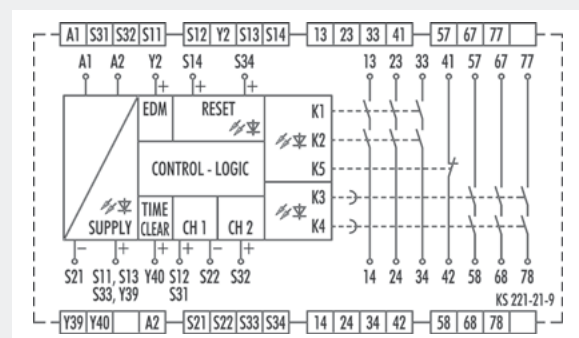 A1 S31 S32 S11 S12 Y2 S13 S14 13 23 33 41 57 67 77
A1 A2 Y2 S14 S34 13 23 33 41 57 67 77
EDM RESET K1
K2
CONTROL - LOGIC K5
TIME K3
SUPPLY CLEAR CH 1 CH 2 K4
S21 S11, S13 Y40 S12 S22 S32 14 24 34 42 58 68 78
S33, Y39 S31
KS 221-21-9
Y39 Y40 A2 S21 S22 S33 S34 14 24 34 42 58 68 78